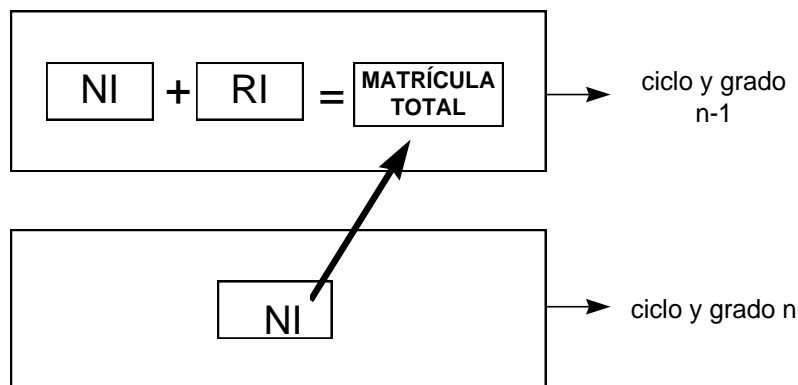 NI + RI = MATRÍCULA
TOTAL
ciclo y grado
n-1
NI
ciclo y grado n